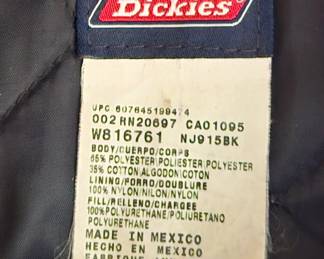 Dickies
UPC 607645199474
002 RN20697 CA01095
W816761 NJ915BK
BODY/CUERPO/CORPS
65% POLYESTER/POLIESTER/POLYESTER
35% COTTON/ALGODON/COTON
LINING/FORRO/DOUBLURE
100% NYLON/NILON/NYLON
FILL/RELLENO/CHARGEE
100%POLYURETHANE/POLIURETANO
POLYURETHANE
MADE IN MEXICO
HECHO EN MEXICO